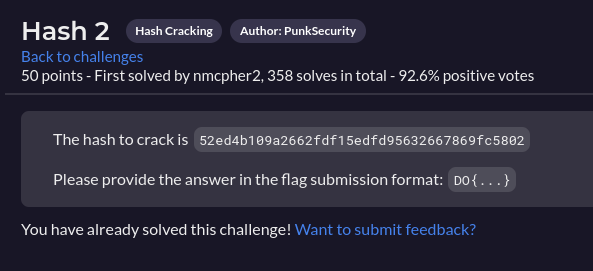 Hash 2 Hash Cracking Author: PunkSecurity
Back to challenges
50 points - First solved by nmcpher2, 358 solves in total - 92.6% positive votes
The hash to crack is 52ed4b109a2662fdf15edfd95632667869fc5802
Please provide the answer in the flag submission format: DO{...}
You have already solved this challenge! Want to submit feedback?